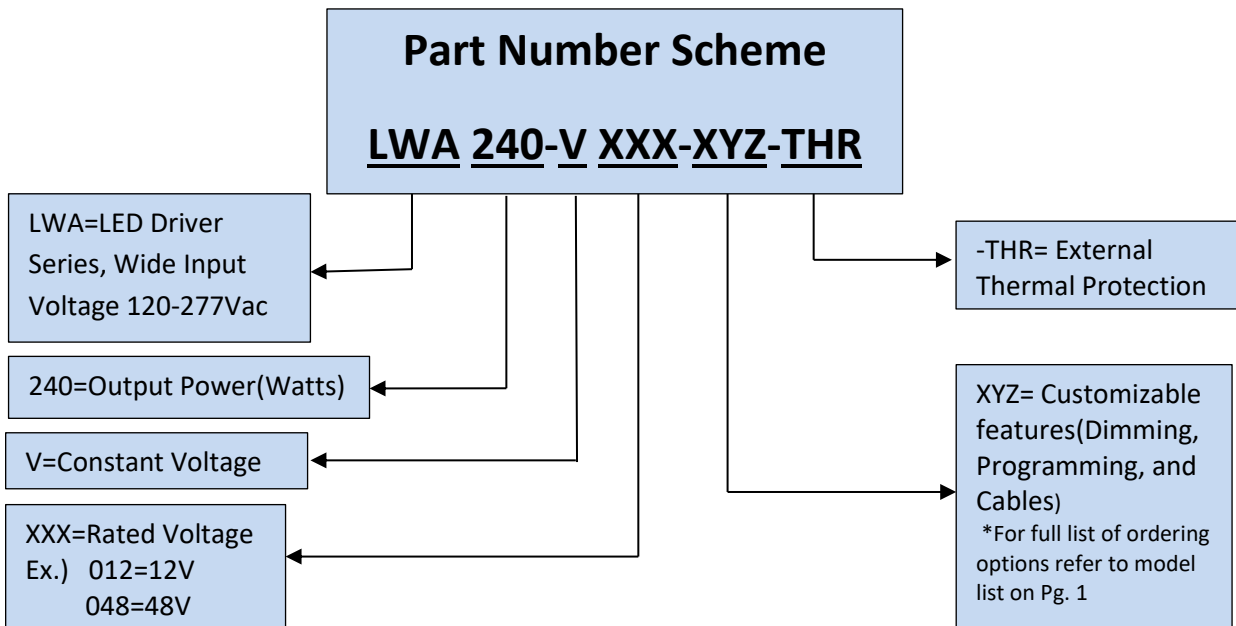 Part Number Scheme
LWA 240-V XXX-XYZ-THR
LWA=LED Driver
Series, Wide Input
Voltage 120-277Vac
240=Output Power(Watts)
V=Constant Voltage
XXX=Rated Voltage
Ex.) 012=12V
048=48V
-THR= External
Thermal Protection
XYZ= Customizable
features(Dimming,
Programming, and
Cables)
*For full list of ordering
options refer to model
list on Pg. 1